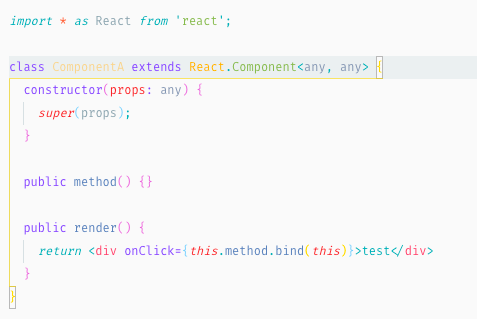 import * as React from 'react';
class ComponentA extends React.Component<any, any> {
constructor(props: any) {
super(props);
}
public method() {}
public render() {
return <div onClick={this.method.bind(this)}>test</div>
}
}